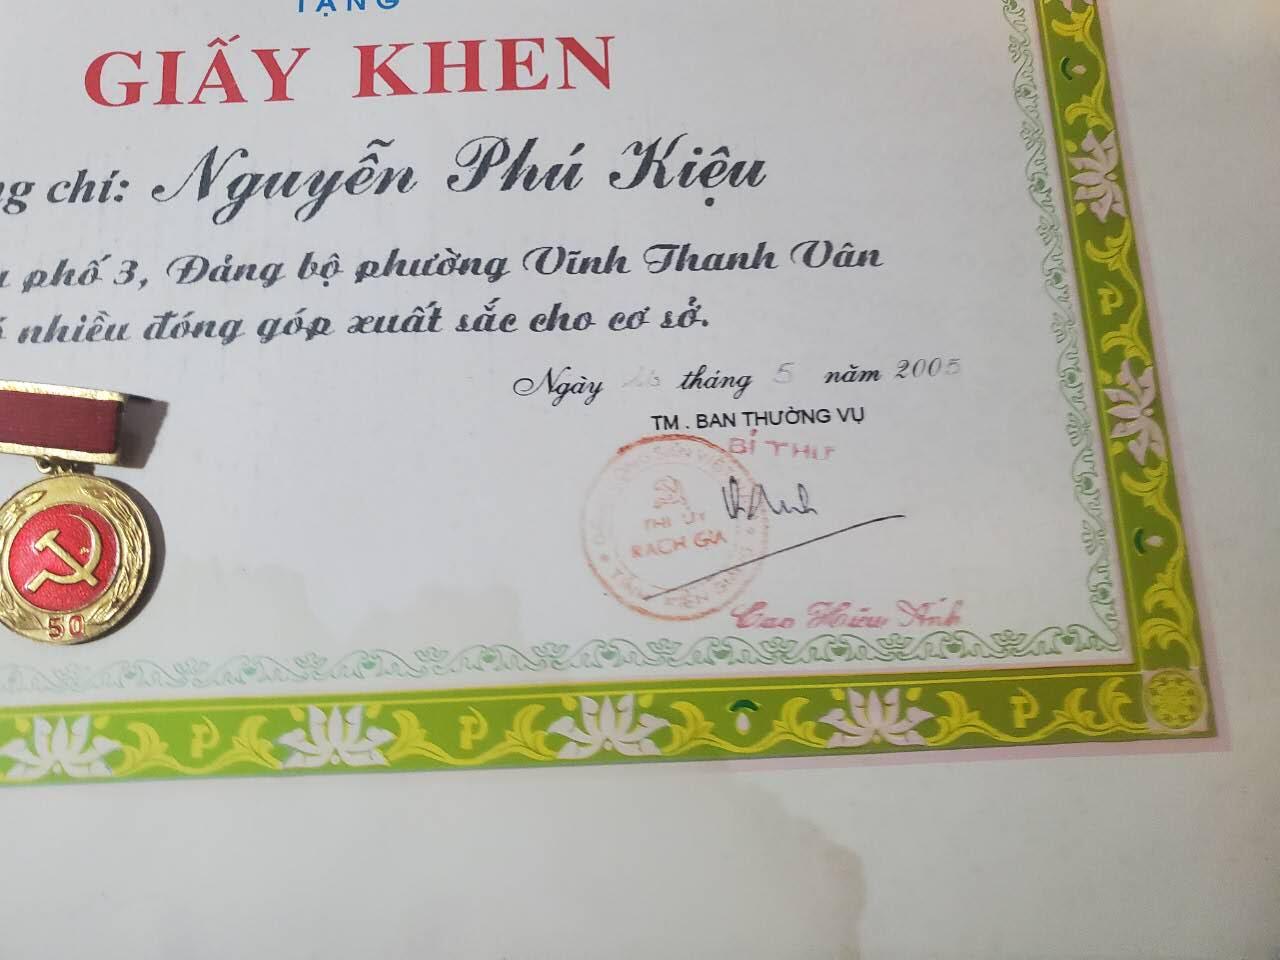 TẶNG
GIẤY KHEN
ng chí: Nguyễn Phú Kiệu
phố 3, Đảng bộ phường Vĩnh Thanh Vân
nhiều đóng góp xuất sắc cho cơ sở.
Ngày tháng 5 năm 2005
TM . BAN THƯỜNG VỤ
BÍ THƯ
THỊ ỦY
RẠCH GIÁ
Cao Hiếu Ánh
50